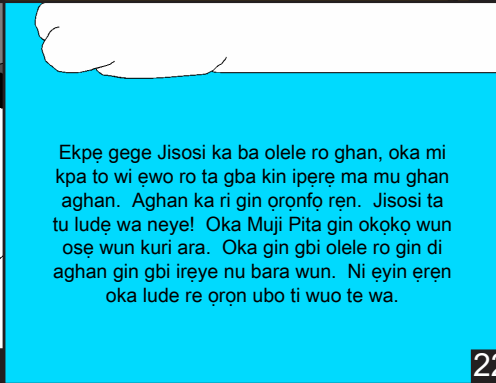 Ekpẹ gege Jisosi ka ba olele ro ghan, oka mi
kpa to wi ẹwo ro ta gba kin ipẹrẹ ma mu ghan
aghan.  Aghan ka ri gin ọrọnfọ rẹn.  Jisosi ta
tu ludẹ wa neye!  Oka Muji Pita gin okọkọ wun
osẹ wun kuri ara.  Oka gin gbi olele ro gin di
aghan gin gbi irẹye nu bara wun.  Ni ẹyin ẹrẹn
oka lude re ọrọn ubo ti wuo te wa.